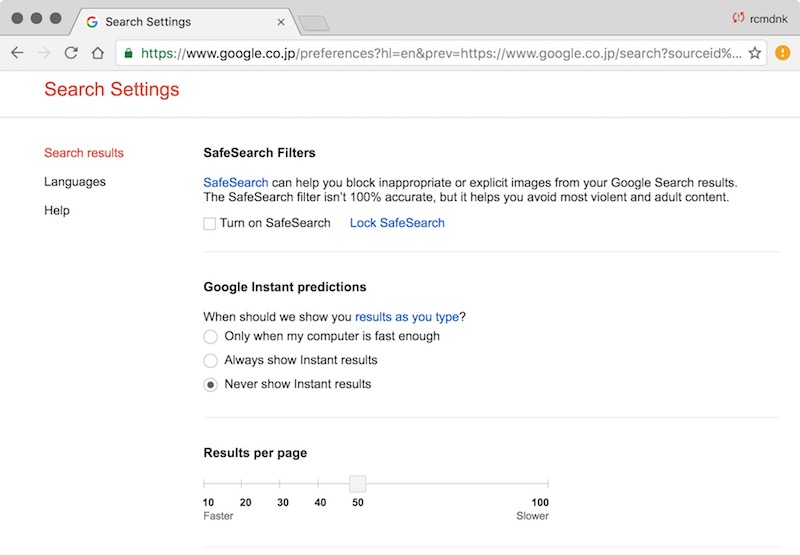 Search Settings
rcmdnk
https://www.google.co.jp/preferences?hl=en&prev=https://www.google.co.jp/search?sourceid%...
Search Settings
Search results
Languages
Help
SafeSearch Filters
SafeSearch can help you block inappropriate or explicit images from your Google Search results.
The SafeSearch filter isn't 100% accurate, but it helps you avoid most violent and adult content.
Turn on SafeSearch Lock SafeSearch
Google Instant predictions
When should we show you results as you type?
Only when my computer is fast enough
Always show Instant results
Never show Instant results
Results per page
10 20 30 40 50 100
Faster Slower